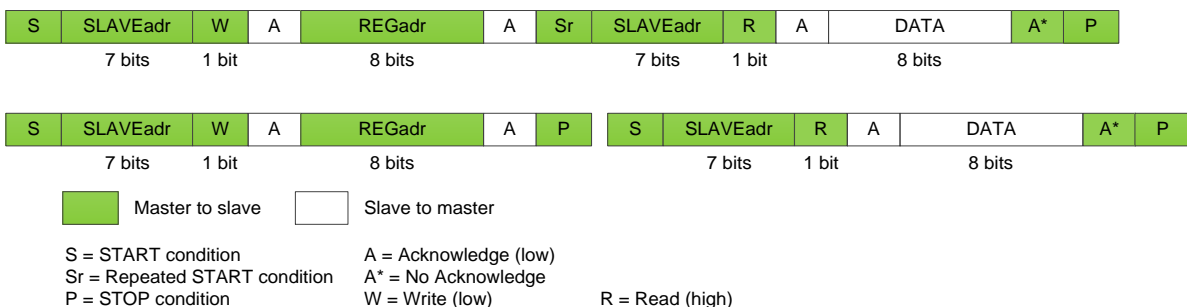 S SLAVEadr W A REGadr A Sr SLAVEadr R A DATA A* P
7 bits 1 bit 8 bits 7 bits 1 bit 8 bits
S SLAVEadr W A REGadr A P S SLAVEadr R A DATA A* P
7 bits 1 bit 8 bits 7 bits 1 bit 8 bits
Master to slave Slave to master
S = START condition A = Acknowledge (low)
Sr = Repeated START condition A* = No Acknowledge
P = STOP condition W = Write (low) R = Read (high)